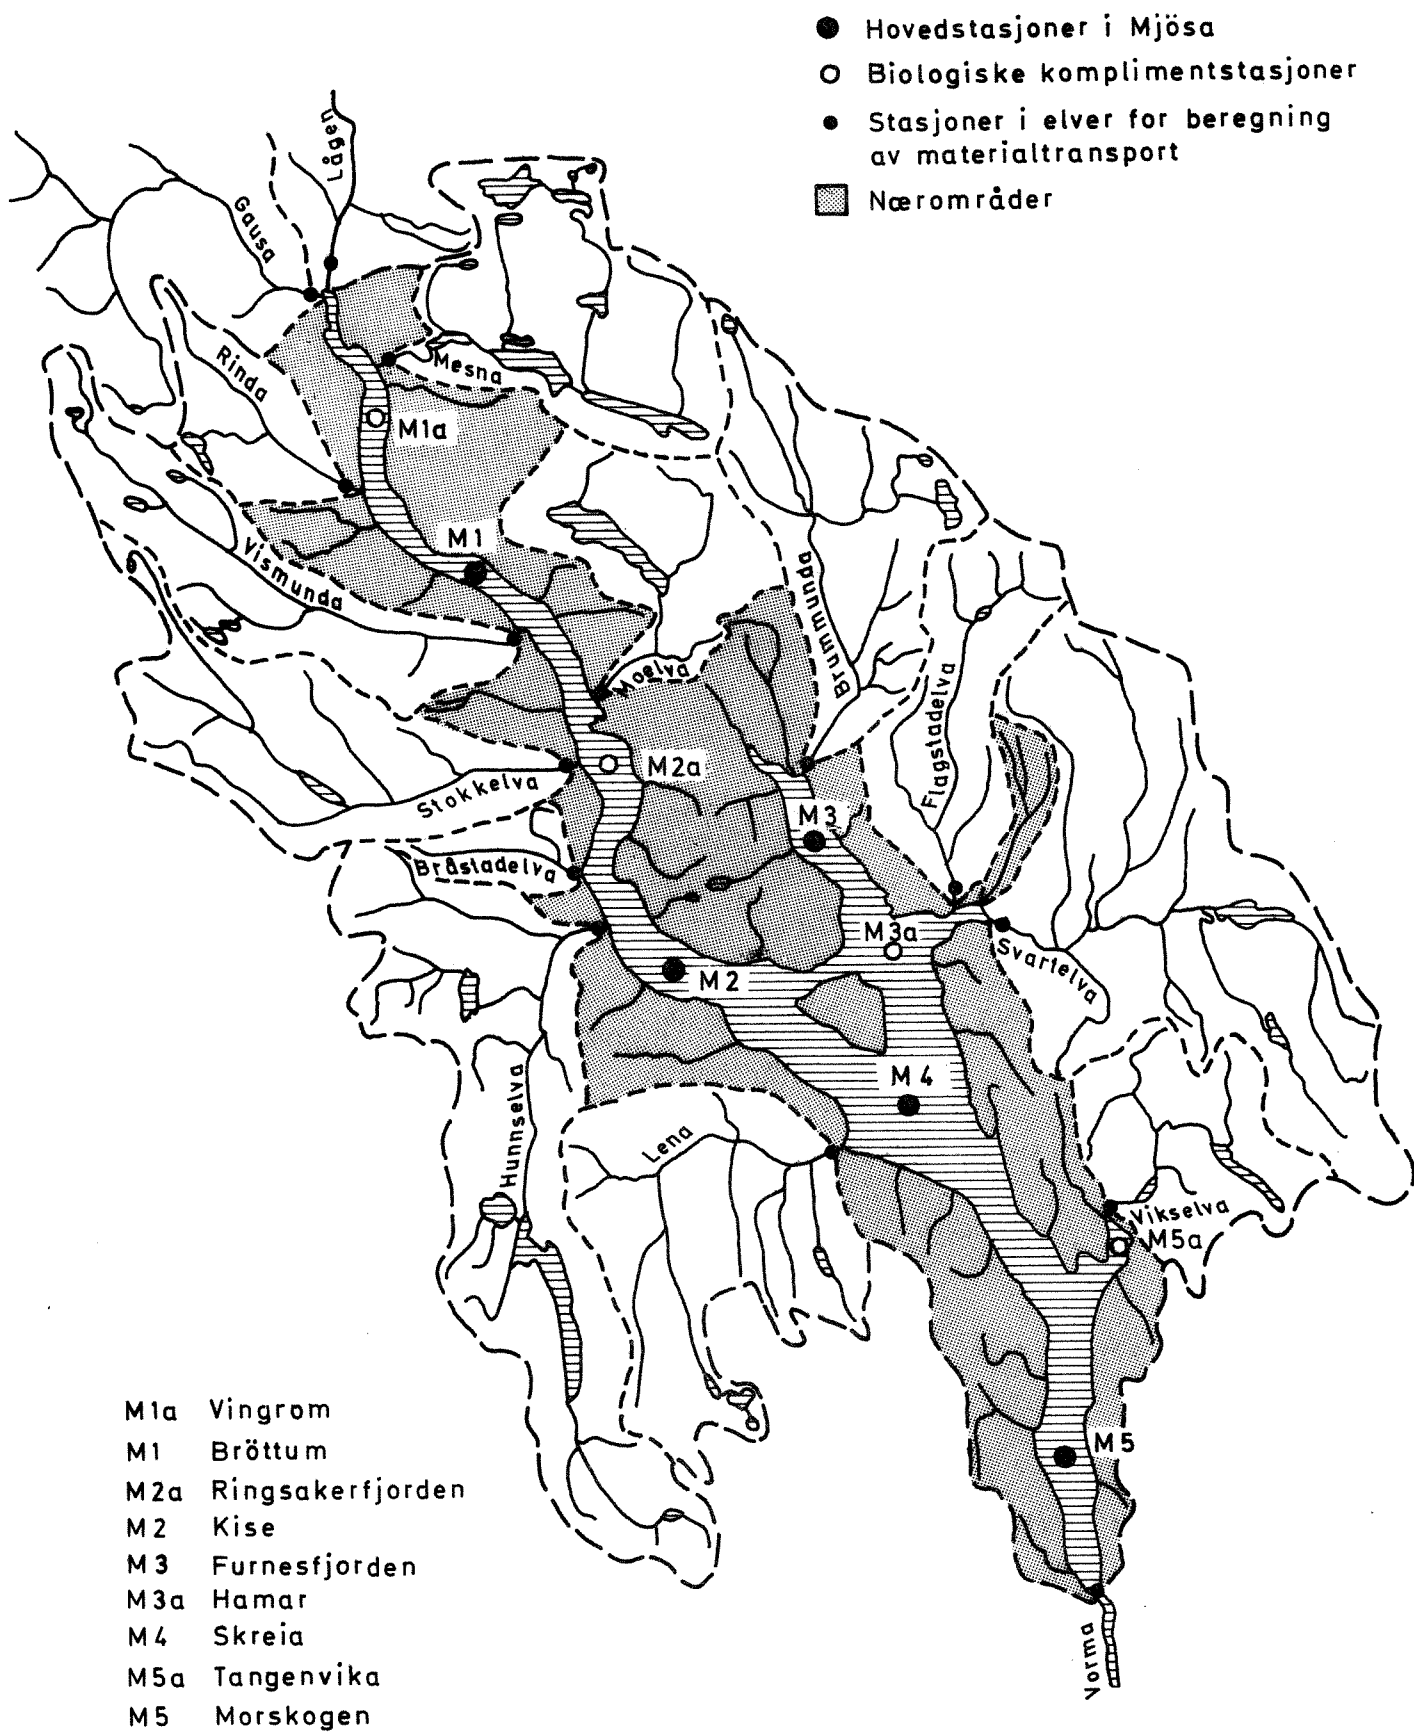 Hovedstasjoner i Mjösa
Biologiske komplimentstasjoner
Stasjoner i elver for beregning
av materialtransport
Nærområder
Lågen
Gausa
Rinda
Mesna
M1a
M1
Vismunda
Brummunda
Moelva
Flagstadelva
M2a
Stokkelva
M3
Bråstadelva
M3a
Svartelva
M2
M4
Hunnselva
Lena
Vikselva
M5a
M5
Vorma
M1a Vingrom
M1 Bröttum
M2a Ringsakerfjorden
M2 Kise
M3 Furnesfjorden
M3a Hamar
M4 Skreia
M5a Tangenvika
M5 Morskogen